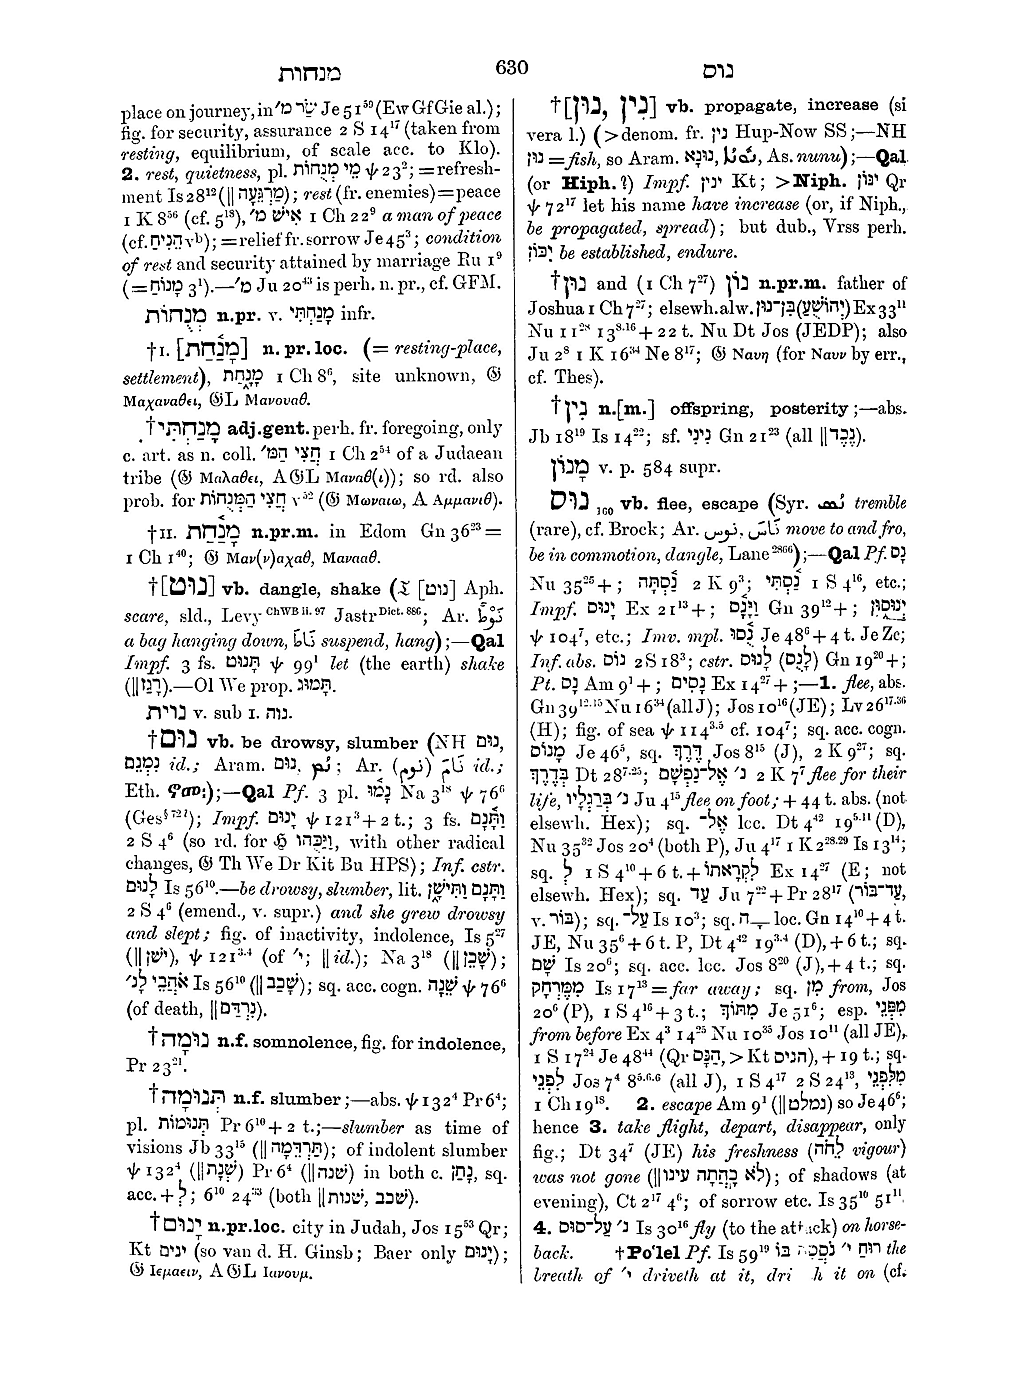 מנחות 630 נוס
place on journey, in שַׂר מ׳ Je 51⁵⁹ (Ew Gf Gie al.);
fig. for security, assurance 2 S 14¹⁷ (taken from
resting, equilibrium, of scale acc. to Klo).
2. rest, quietness, pl. מֵי מְנֻחוֹת ψ 23²; = refresh-
ment Is 28¹² (|| מַרְגֵּעָה); rest (fr. enemies) = peace
1 K 8⁵⁶ (cf. 5¹⁸), אִישׁ מ׳ 1 Ch 22⁹ a man of peace
(cf. הֵנִיחַ vb); = relief fr. sorrow Je 45³; condition
of rest and security attained by marriage Ru 1⁹
(= מָנוֹחַ 3¹).—מ׳ Ju 20⁴³ is perh. n. pr., cf. GFM.
מְנֻחוֹת n.pr. v. מָנַחְתִּי infr.
†I. [מָנַ֫חַת] n. pr. loc. (= resting-place,
settlement), מָנָ֑חַת 1 Ch 8⁶, site unknown, 𝔊
Μαχαναθει, 𝔊L Μανουαθ.
†מָנַחְתִּי adj.gent. perh. fr. foregoing, only
c. art. as n. coll. חֲצִי הַמּ׳ 1 Ch 2⁵⁴ of a Judaean
tribe (𝔊 Μαλαθει, A𝔊L Μαναθ(ι)); so rd. also
prob. for חֲצִי הַמְּנֻחוֹת v⁵² (𝔊 Μωναιω, A Αμμανιθ).
†II. מָנַ֫חַת n.pr.m. in Edom Gn 36²³ =
1 Ch 1⁴⁰; 𝔊 Μαν(ν)αχαθ, Μαναaθ.
†[נוּט] vb. dangle, shake (𝔗 [נוט] Aph.
scare, sld., Levy ChWB ii. 97 Jastr Dict. 886; Ar. نَوْطٌ
a bag hanging down, نَاطَ suspend, hang);—Qal
Impf. 3 fs. תָּנוּט ψ 99¹ let (the earth) shake
(|| רָגַז).—Ol We prop. תָּמוּג.
נוית v. sub I. נוה.
†נוּם vb. be drowsy, slumber (NH נוּם,
נִמְנֵם id.; Aram. נוּם, ܢܳܡ; Ar. (نوم) نَامَ id.;
Eth. ኖመ፡);—Qal Pf. 3 pl. נָמוּ Na 3¹⁸ ψ 76⁶
(Ges § 72 l); Impf. יָנוּם ψ 121³ + 2 t.; 3 fs. וַתָּ֫נָם
2 S 4⁶ (so rd. for ℌ וַיַּכֻּהוּ, with other radical
changes, 𝔊 Th We Dr Kit Bu HPS); Inf. cstr.
לָנוּם Is 56¹⁰.—be drowsy, slumber, lit. וַתָּנָם וַתִּישָׁן
2 S 4⁶ (emend., v. supr.) and she grew drowsy
and slept; fig. of inactivity, indolence, Is 5²⁷
(|| יָשֵׁן), ψ 121³·⁴ (of י׳; || id.); Na 3¹⁸ (|| שָׁכַן);
אֹהֲבֵי לָנ׳ Is 56¹⁰ (|| שָׁכַב); sq. acc. cogn. שֵׁנָה ψ 76⁶
(of death, || נִרְדַּם).
†נוּמָה n.f. somnolence, fig. for indolence,
Pr 23²¹.
†תְּנוּמָה n.f. slumber;—abs. ψ 132⁴ Pr 6⁴;
pl. תְּנוּמוֹת Pr 6¹⁰ + 2 t.;—slumber as time of
visions Jb 33¹⁵ (|| תַּרְדֵּמָה); of indolent slumber
ψ 132⁴ (|| שְׁנָת) Pr 6⁴ (|| שֵׁנָה) in both c. נָתַן, sq.
acc. + לְ; 6¹⁰ 24³³ (both || שכב, שנות).
†יָנוּם n.pr.loc. city in Judah, Jos 15⁵³ Qr;
Kt ינים (so van d. H. Ginsb; Baer only יָנוּם);
𝔊 Ιεμαειν, A𝔊L Ιανουμ.
†[נִין, נוּן] vb. propagate, increase (si
vera l.) (> denom. fr. נִין Hup-Now SS;—NH
נוּן = fish, so Aram. נוּנָא, ܢܘܢܐ, As. nunu);—Qal
(or Hiph.?) Impf. ינין Kt; > Niph. יִנּוֹן Qr
ψ 72¹⁷ let his name have increase (or, if Niph.,
be propagated, spread); but dub., Vrss perh.
יִכּוֹן be established, endure.
†נוּן and (1 Ch 7²⁷) נוֹן n.pr.m. father of
Joshua 1 Ch 7²⁷; elsewh. alw. בִּן־נוּן (יְהוֹשֻׁעַ) Ex 33¹¹
Nu 11²⁸ 13⁸·¹⁶ + 22 t. Nu Dt Jos (JEDP); also
Ju 2⁸ 1 K 16³⁴ Ne 8¹⁷; 𝔊 Ναυη (for Ναυν by err.,
cf. Thes).
†נִין n.[m.] offspring, posterity;—abs.
Jb 18¹⁹ Is 14²²; sf. נִינִי Gn 21²³ (all || נֶכֶד).
מָנוֹן v. p. 584 supr.
נוּס 160 vb. flee, escape (Syr. ܢܳܣ tremble
(rare), cf. Brock; Ar. نَاسَ, نوس move to and fro,
be in commotion, dangle, Lane 2866);—Qal Pf. נָס
Nu 35²⁵ +; נַ֫סְתָּה 2 K 9³; נַ֫סְתִּי 1 S 4¹⁶, etc.;
Impf. יָנוּס Ex 21¹³ +; וַיָּ֫נָס Gn 39¹² +; יְנוּסוּן
ψ 104⁷, etc.; Imv. mpl. נֻ֫סוּ Je 48⁶ + 4 t. Je Zc;
Inf. abs. נוֹס 2 S 18³; cstr. לָנוּס (לָנֻס) Gn 19²⁰ +;
Pt. נָס Am 9¹ +; נָסִים Ex 14²⁷ +;—1. flee, abs.
Gn 39¹²·¹⁵ Nu 16³⁴ (all J); Jos 10¹⁶ (JE); Lv 26¹⁷·³⁶
(H); fig. of sea ψ 114³·⁵ cf. 104⁷; sq. acc. cogn.
מָנוֹס Je 46⁵, sq. דֶּרֶךְ Jos 8¹⁵ (J), 2 K 9²⁷; sq.
בְּדֶרֶךְ Dt 28⁷·²⁵; נ׳ אֶל־נַפְשָׁם 2 K 7⁷ flee for their
life, נ׳ בְּרַגְלָיו Ju 4¹⁵ flee on foot; + 44 t. abs. (not
elsewh. Hex); sq. אֶל־ loc. Dt 4⁴² 19⁵·¹¹ (D),
Nu 35³² Jos 20⁴ (both P), Ju 4¹⁷ 1 K 2²⁸·²⁹ Is 13¹⁴;
sq. לְ 1 S 4¹⁰ + 6 t. + לִקְרָאתוֹ Ex 14²⁷ (E; not
elsewh. Hex); sq. עַד Ju 7²² + Pr 28¹⁷ (עַד־בּוֹר,
v. בּוֹר); sq. עַל־ Is 10³; sq. ־ָה loc. Gn 14¹⁰ + 4 t.
JE, Nu 35⁶ + 6 t. P, Dt 4⁴² 19³·⁴ (D), + 6 t.; sq.
שָׁם Is 20⁶; sq. acc. loc. Jos 8²⁰ (J), + 4 t.; sq.
מִמֶּרְחָק Is 17¹³ = far away; sq. מִן from, Jos
20⁶ (P), 1 S 4¹⁶ + 3 t.; מִתּוֹךְ Je 51⁶; esp. מִפְּנֵי
from before Ex 4³ 14²⁵ Nu 10³⁵ Jos 10¹¹ (all JE),
1 S 17²⁴ Je 48⁴⁴ (Qr הַנָּס, > Kt הניס), + 19 t.; sq.
לִפְנֵי Jos 7⁴ 8⁵·⁶·⁶ (all J), 1 S 4¹⁷ 2 S 24¹³, מִלִּפְנֵי
1 Ch 19¹⁸. 2. escape Am 9¹ (|| נמלט) so Je 46⁶;
hence 3. take flight, depart, disappear, only
fig.; Dt 34⁷ (JE) his freshness (לֵחֹה vigour)
was not gone (|| לֹא כָהֲתָה עינו); of shadows (at
evening), Ct 2¹⁷ 4⁶; of sorrow etc. Is 35¹⁰ 51¹¹.
4. נ׳ עַל־סוּס Is 30¹⁶ fly (to the attack) on horse-
back. †Poʻlel Pf. Is 59¹⁹ רוּחַ י׳ נֹסְסָה בוֹ the
breath of י׳ driveth at it, dri h it on (cf.